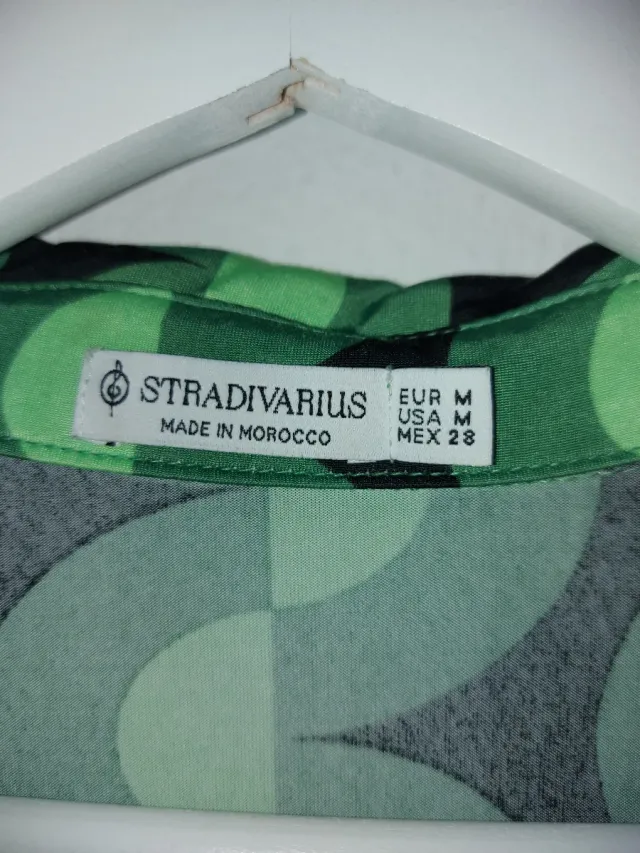 STRADIVARIUS
MADE IN MOROCCO
EUR M
USA M
MEX 28